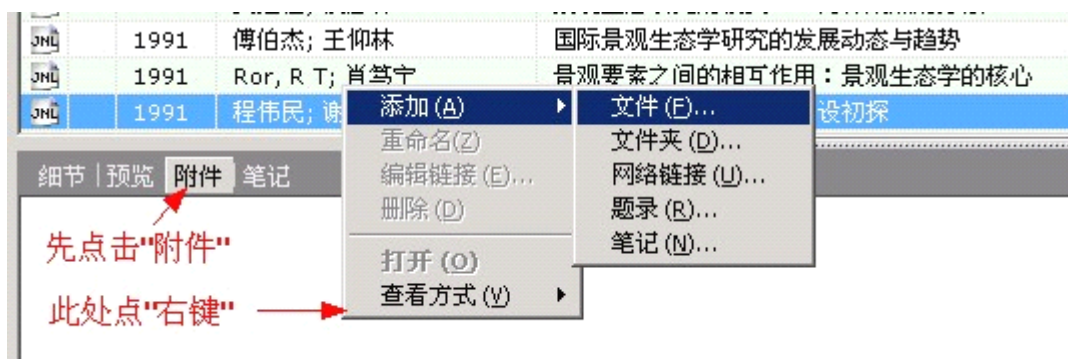 JNL 1991 傅伯杰; 王仰林 国际景观生态学研究的发展动态与趋势
JNL 1991 Ror, R T; 肖笃宁 景观要素之间的相互作用：景观生态学的核心
JNL 1991 程伟民; 谢 设初探
添加(A) 文件(F)...
重命名(Z) 文件夹(D)...
编辑链接(E)... 网络链接(U)...
删除(D) 题录(R)...
笔记(N)...
打开(O)
查看方式(V)
细节 | 预览 附件 笔记
先点击"附件"
此处点"右键"